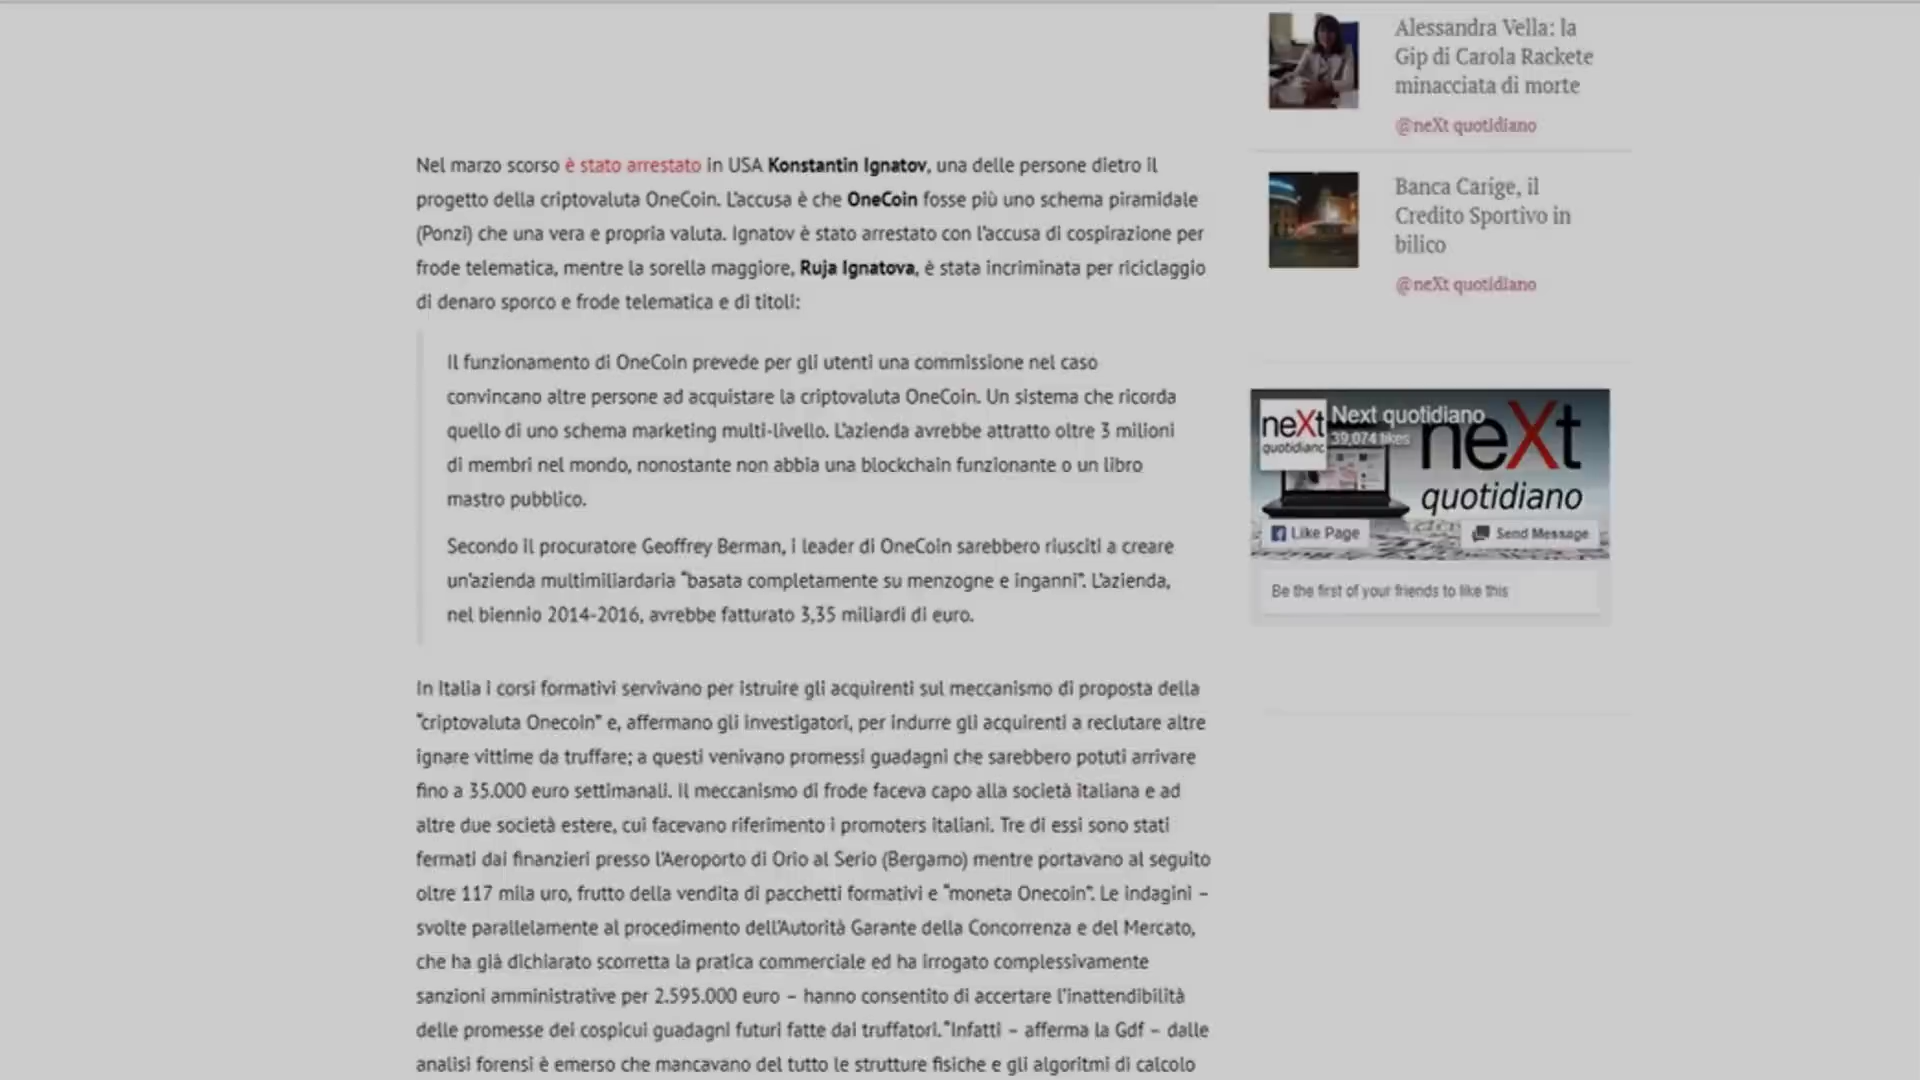 Nel marzo scorso è stato arrestato in USA Konstantin Ignatov, una delle persone dietro il
progetto della criptovaluta OneCoin. L'accusa è che OneCoin fosse più uno schema piramidale
(Ponzi) che una vera e propria valuta. Ignatov è stato arrestato con l'accusa di cospirazione per
frode telematica, mentre la sorella maggiore, Ruja Ignatova, è stata incriminata per riciclaggio
di denaro sporco e frode telematica e di titoli:
Il funzionamento di OneCoin prevede per gli utenti una commissione nel caso
convincano altre persone ad acquistare la criptovaluta OneCoin. Un sistema che ricorda
quello di uno schema marketing multi-livello. L'azienda avrebbe attratto oltre 3 milioni
di membri nel mondo, nonostante non abbia una blockchain funzionante o un libro
mastro pubblico.
Secondo il procuratore Geoffrey Berman, i leader di OneCoin sarebbero riusciti a creare
un'azienda multimiliardaria "basata completamente su menzogne e inganni". L'azienda,
nel biennio 2014-2016, avrebbe fatturato 3,35 miliardi di euro.
In Italia i corsi formativi servivano per istruire gli acquirenti sul meccanismo di proposta della
"criptovaluta Onecoin" e, affermano gli investigatori, per indurre gli acquirenti a reclutare altre
ignare vittime da truffare; a questi venivano promessi guadagni che sarebbero potuti arrivare
fino a 35.000 euro settimanali. Il meccanismo di frode faceva capo alla società italiana e ad
altre due società estere, cui facevano riferimento i promoters italiani. Tre di essi sono stati
fermati dai finanzieri presso l'Aeroporto di Orio al Serio (Bergamo) mentre portavano al seguito
oltre 117 mila uro, frutto della vendita di pacchetti formativi e "moneta Onecoin". Le indagini –
svolte parallelamente al procedimento dell'Autorità Garante della Concorrenza e del Mercato,
che ha già dichiarato scorretta la pratica commerciale ed ha irrogato complessivamente
sanzioni amministrative per 2.595.000 euro – hanno consentito di accertare l'inattendibilità
delle promesse dei cospicui guadagni futuri fatte dai truffatori. "Infatti – afferma la Gdf – dalle
analisi forensi è emerso che mancavano del tutto le strutture fisiche e gli algoritmi di calcolo
Alessandra Vella: la
Gip di Carola Rackete
minacciata di morte
@neXt quotidiano
Banca Carige, il
Credito Sportivo in
bilico
@neXt quotidiano
neXt
quotidiano
Next quotidiano
39,074 likes
neXt
quotidiano
Like Page
Send Message
Be the first of your friends to like this